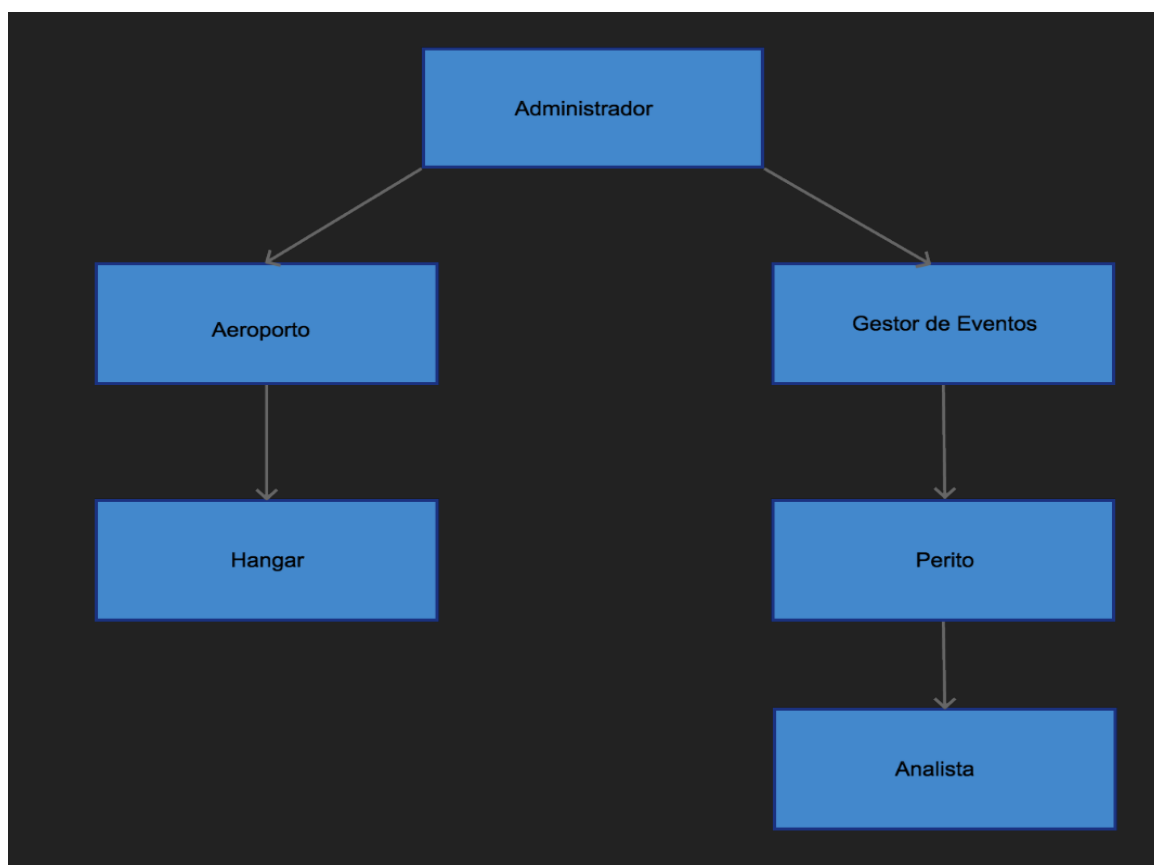 Administrador
Aeroporto
Gestor de Eventos
Hangar
Perito
Analista